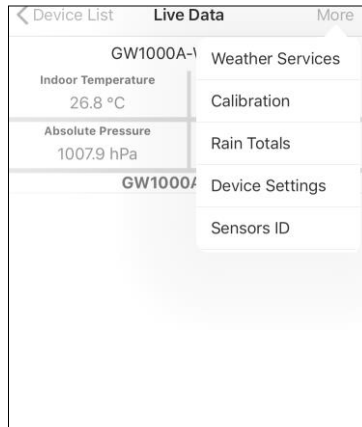 Device List Live Data More
GW1000A-
Indoor Temperature
26.8 °C
Absolute Pressure
1007.9 hPa
GW1000A
Weather Services
Calibration
Rain Totals
Device Settings
Sensors ID